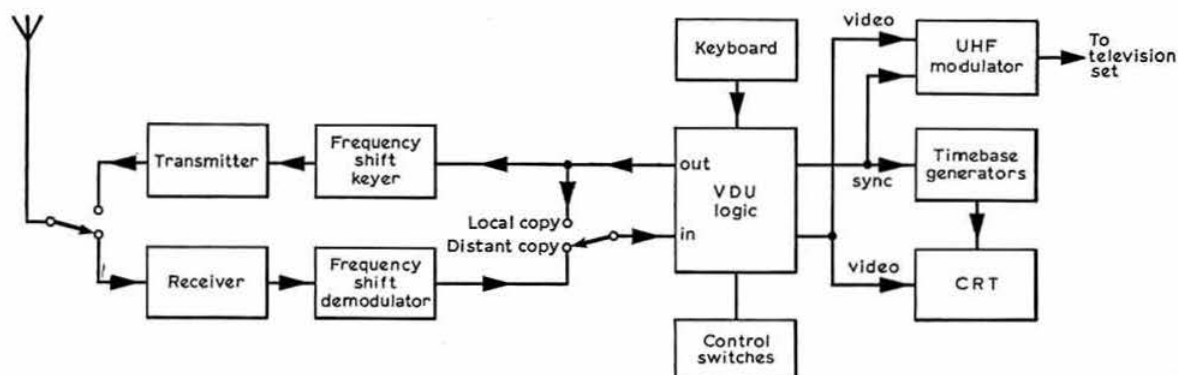 Keyboard
video
UHF
modulator
To
television
set
Transmitter
Frequency
shift
keyer
out
VDU
logic
in
sync
Timebase
generators
Local copy
Distant copy
Receiver
Frequency
shift
demodulator
video
CRT
Control
switches